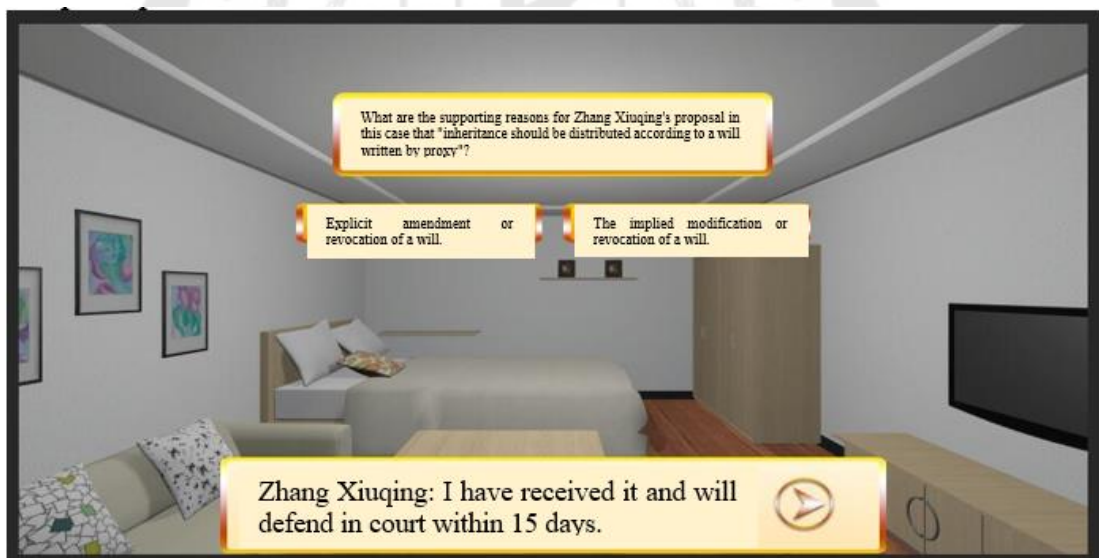 What are the supporting reasons for Zhang Xiuqing's proposal in
this case that "inheritance should be distributed according to a will
written by proxy"?
Explicit amendment or
revocation of a will.
The implied modification or
revocation of a will.
Zhang Xiuqing: I have received it and will
defend in court within 15 days.